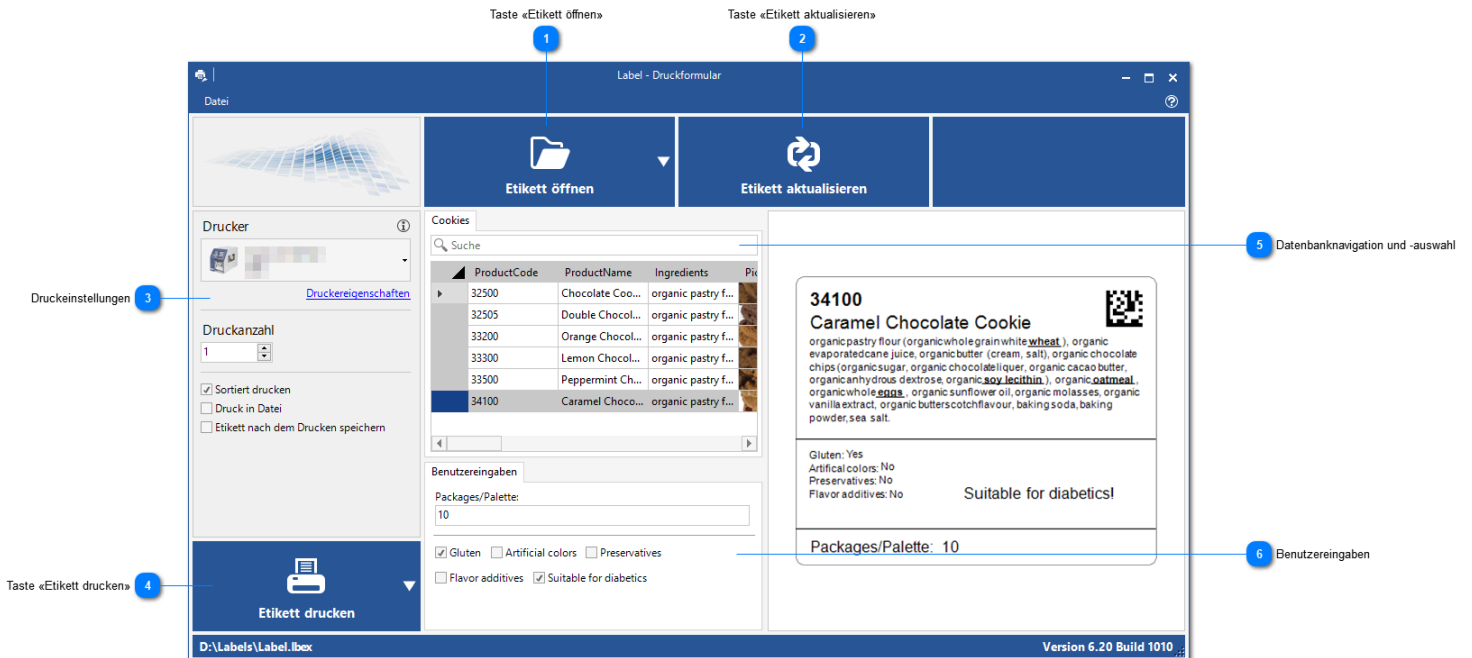 Taste «Etikett öffnen»
Taste «Etikett aktualisieren»
1
2
Label - Druckformular
Datei
Etikett öffnen
Etikett aktualisieren
Drucker
Druckereigenschaften
Druckeinstellungen
3
Druckanzahl
1
Sortiert drucken
Druck in Datei
Etikett nach dem Drucken speichern
Taste «Etikett drucken»
4
Etikett drucken
Cookies
Suche
5
Datenbanknavigation und -auswahl
ProductCode ProductName Ingredients Pic
32500 Chocolate Coo... organic pastry f...
32505 Double Chocol... organic pastry f...
33200 Orange Chocol... organic pastry f...
33300 Lemon Chocol... organic pastry f...
33500 Peppermint Ch... organic pastry f...
34100 Caramel Choco... organic pastry f...
Benutzereingaben
Packages/Palette:
10
Gluten Artificial colors Preservatives
Flavor additives Suitable for diabetics
6
Benutzereingaben
34100
Caramel Chocolate Cookie
organic pastry flour (organic whole grain white wheat ), organic
evaporated cane juice, organic butter (cream, salt), organic chocolate
chips (organic sugar, organic chocolate liquer, organic cacao butter,
organic anhydrous dextrose, organic soy lecithin ), organic oatmeal ,
organic whole eggs , organic sunflower oil, organic molasses, organic
vanilla extract, organic butterscotch flavour, baking soda, baking
powder, sea salt.
Gluten: Yes
Artifical colors: No
Preservatives: No
Flavor additives: No
Suitable for diabetics!
Packages/Palette: 10
D:\Labels\Label.lbex
Version 6.20 Build 1010